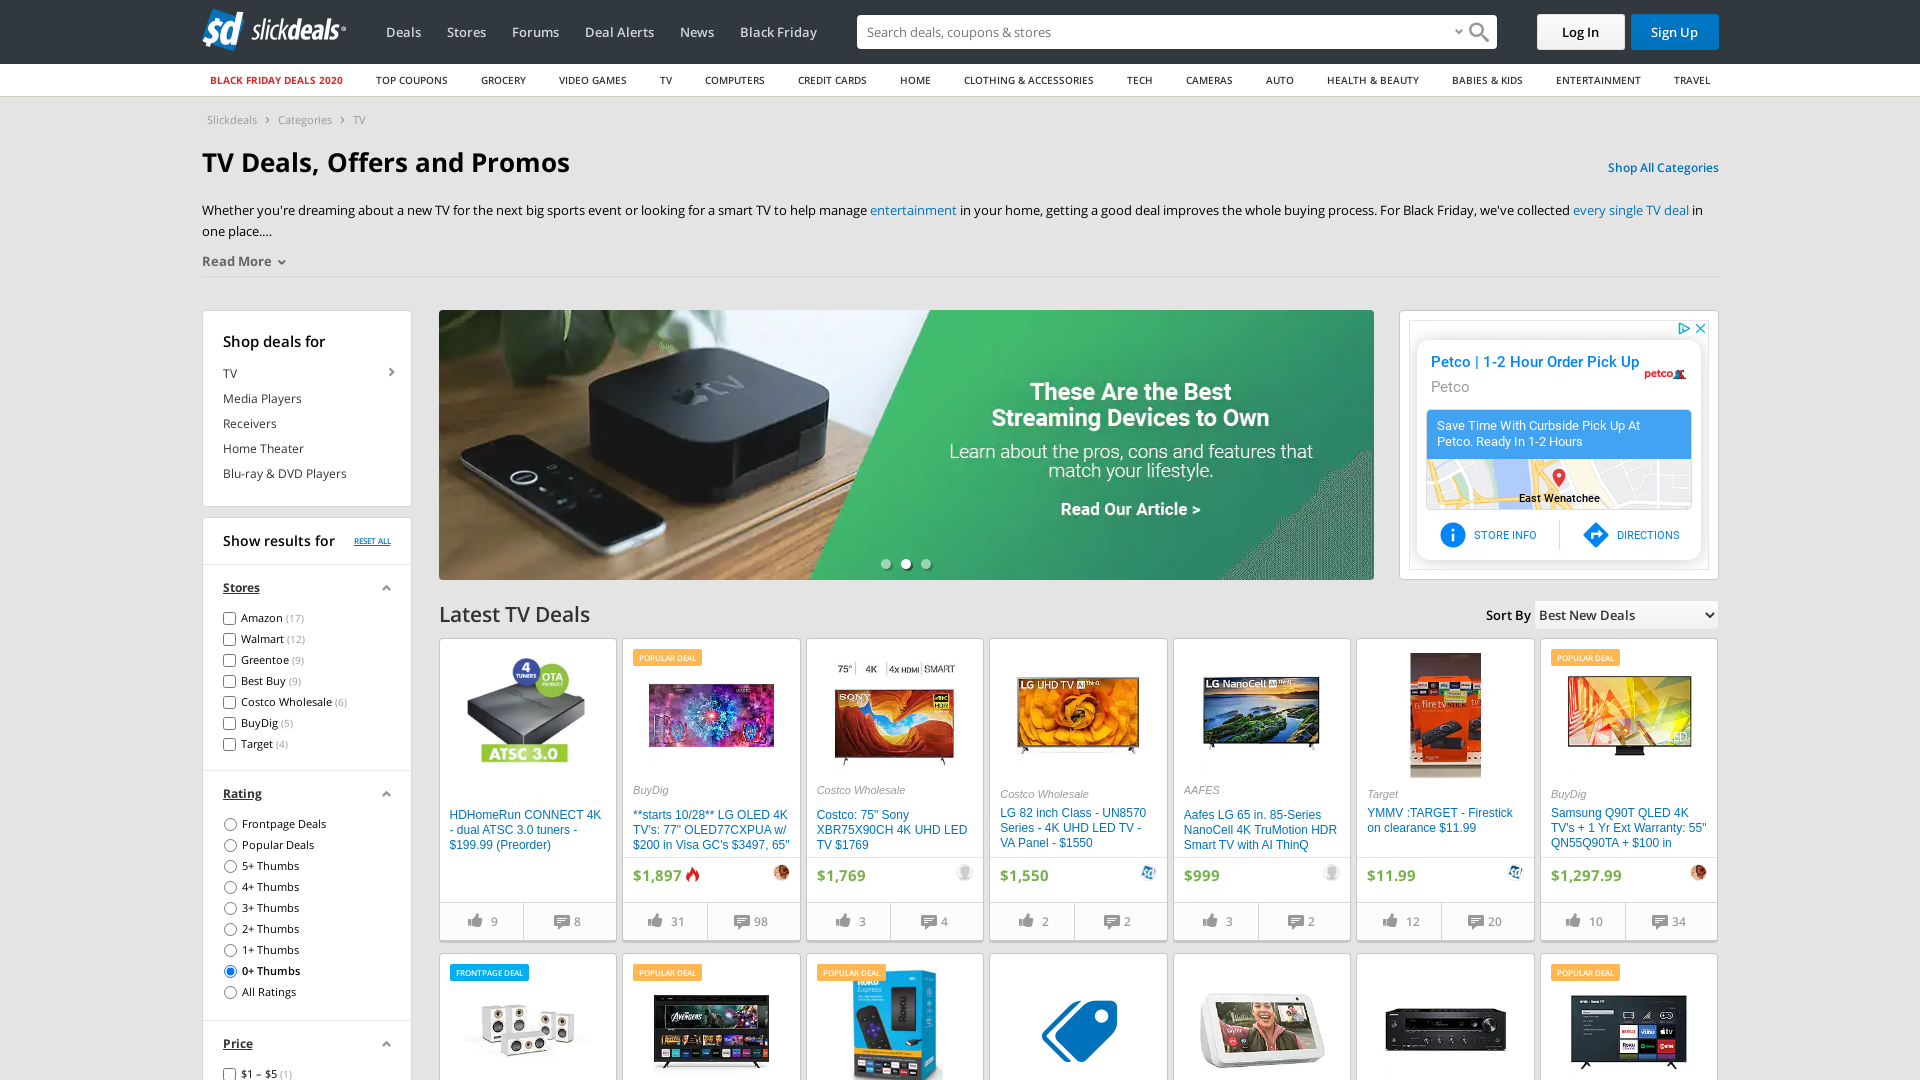 sd slickdeals
Deals
Stores
Forums
Deal Alerts
News
Black Friday
Search deals, coupons & stores
Log In
Sign Up
BLACK FRIDAY DEALS 2020
TOP COUPONS
GROCERY
VIDEO GAMES
TV
COMPUTERS
CREDIT CARDS
HOME
CLOTHING & ACCESSORIES
TECH
CAMERAS
AUTO
HEALTH & BEAUTY
BABIES & KIDS
ENTERTAINMENT
TRAVEL
Slickdeals > Categories > TV
TV Deals, Offers and Promos
Shop All Categories
Whether you're dreaming about a new TV for the next big sports event or looking for a smart TV to help manage entertainment in your home, getting a good deal improves the whole buying process. For Black Friday, we've collected every single TV deal in
one place....
Read More
Shop deals for
TV
Media Players
Receivers
Home Theater
Blu-ray & DVD Players
Show results for
RESET ALL
Stores
Amazon (17)
Walmart (12)
Greentoe (9)
Best Buy (9)
Costco Wholesale (6)
BuyDig (5)
Target (4)
Rating
Frontpage Deals
Popular Deals
5+ Thumbs
4+ Thumbs
3+ Thumbs
2+ Thumbs
1+ Thumbs
0+ Thumbs
All Ratings
Price
$1 – $5 (1)
tv
These Are the Best
Streaming Devices to Own
Learn about the pros, cons and features that
match your lifestyle.
Read Our Article >
Petco | 1-2 Hour Order Pick Up
Petco
petco
Save Time With Curbside Pick Up At
Petco. Ready In 1-2 Hours
East Wenatchee
STORE INFO
DIRECTIONS
Latest TV Deals
Sort By Best New Deals
4
TUNERS
OTA
PRODUCT
ATSC 3.0
HDHomeRun CONNECT 4K
- dual ATSC 3.0 tuners -
$199.99 (Preorder)
9
8
POPULAR DEAL
BuyDig
**starts 10/28** LG OLED 4K
TV's: 77" OLED77CXPUA w/
$200 in Visa GC's $3497, 65"
$1,897
31
98
75" | 4K | 4x HDMI | SMART
SONY
4K
HDR
Costco Wholesale
Costco: 75" Sony
XBR75X90CH 4K UHD LED
TV $1769
$1,769
3
4
LG UHD TV AI ThinQ
Costco Wholesale
LG 82 inch Class - UN8570
Series - 4K UHD LED TV -
VA Panel - $1550
$1,550
2
2
LG NanoCell AI ThinQ
AAFES
Aafes LG 65 in. 85-Series
NanoCell 4K TruMotion HDR
Smart TV with AI ThinQ
$999
3
2
firetvstick
Target
YMMV :TARGET - Firestick
on clearance $11.99
$11.99
12
20
POPULAR DEAL
QLED
BuyDig
Samsung Q90T QLED 4K
TV's + 1 Yr Ext Warranty: 55"
QN55Q90TA + $100 in
$1,297.99
10
34
FRONTPAGE DEAL
POPULAR DEAL
AVENGERS
POPULAR DEAL
Roku
Express
POPULAR DEAL
NETFLIX
VUDU
tv